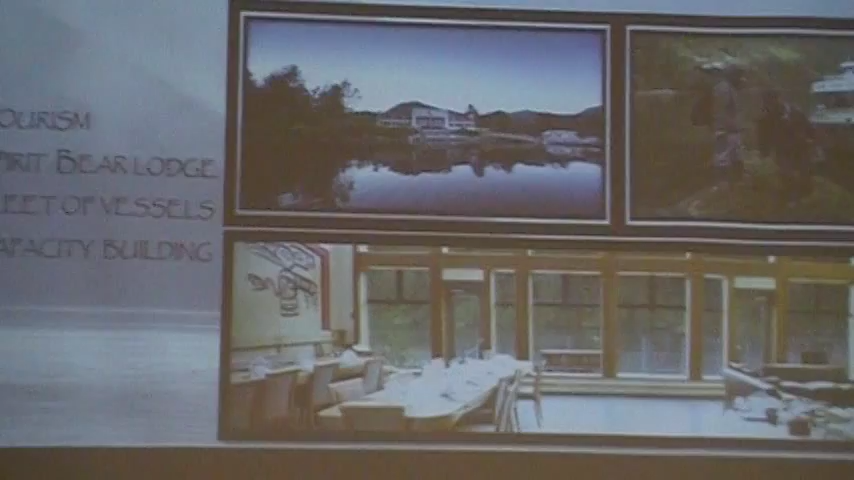 OURISM
PIRIT BEAR LODGE
LEET OF VESSELS
APACITY BUILDING